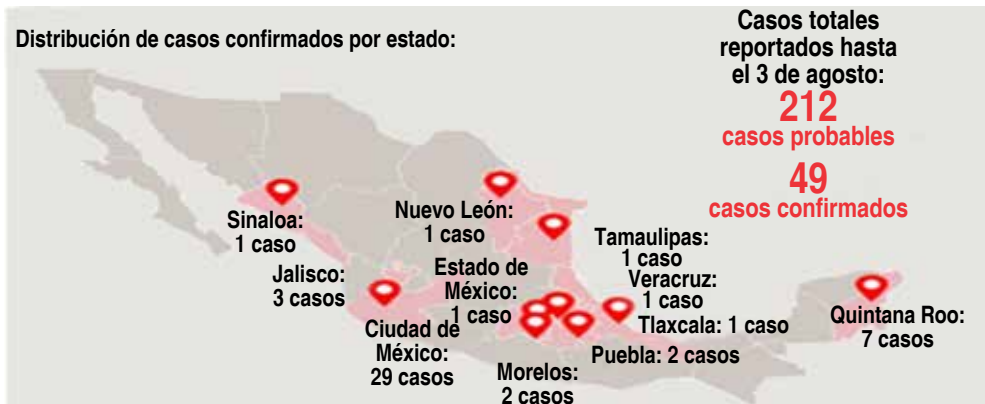 Distribución de casos confirmados por estado:
Casos totales
reportados hasta
el 3 de agosto:
212
casos probables
49
casos confirmados
Sinaloa:
1 caso
Nuevo León:
1 caso
Tamaulipas:
1 caso
Jalisco:
3 casos
Estado de
México:
1 caso
Veracruz:
1 caso
Tlaxcala: 1 caso
Quintana Roo:
7 casos
Ciudad de
México:
29 casos
Puebla: 2 casos
Morelos:
2 casos